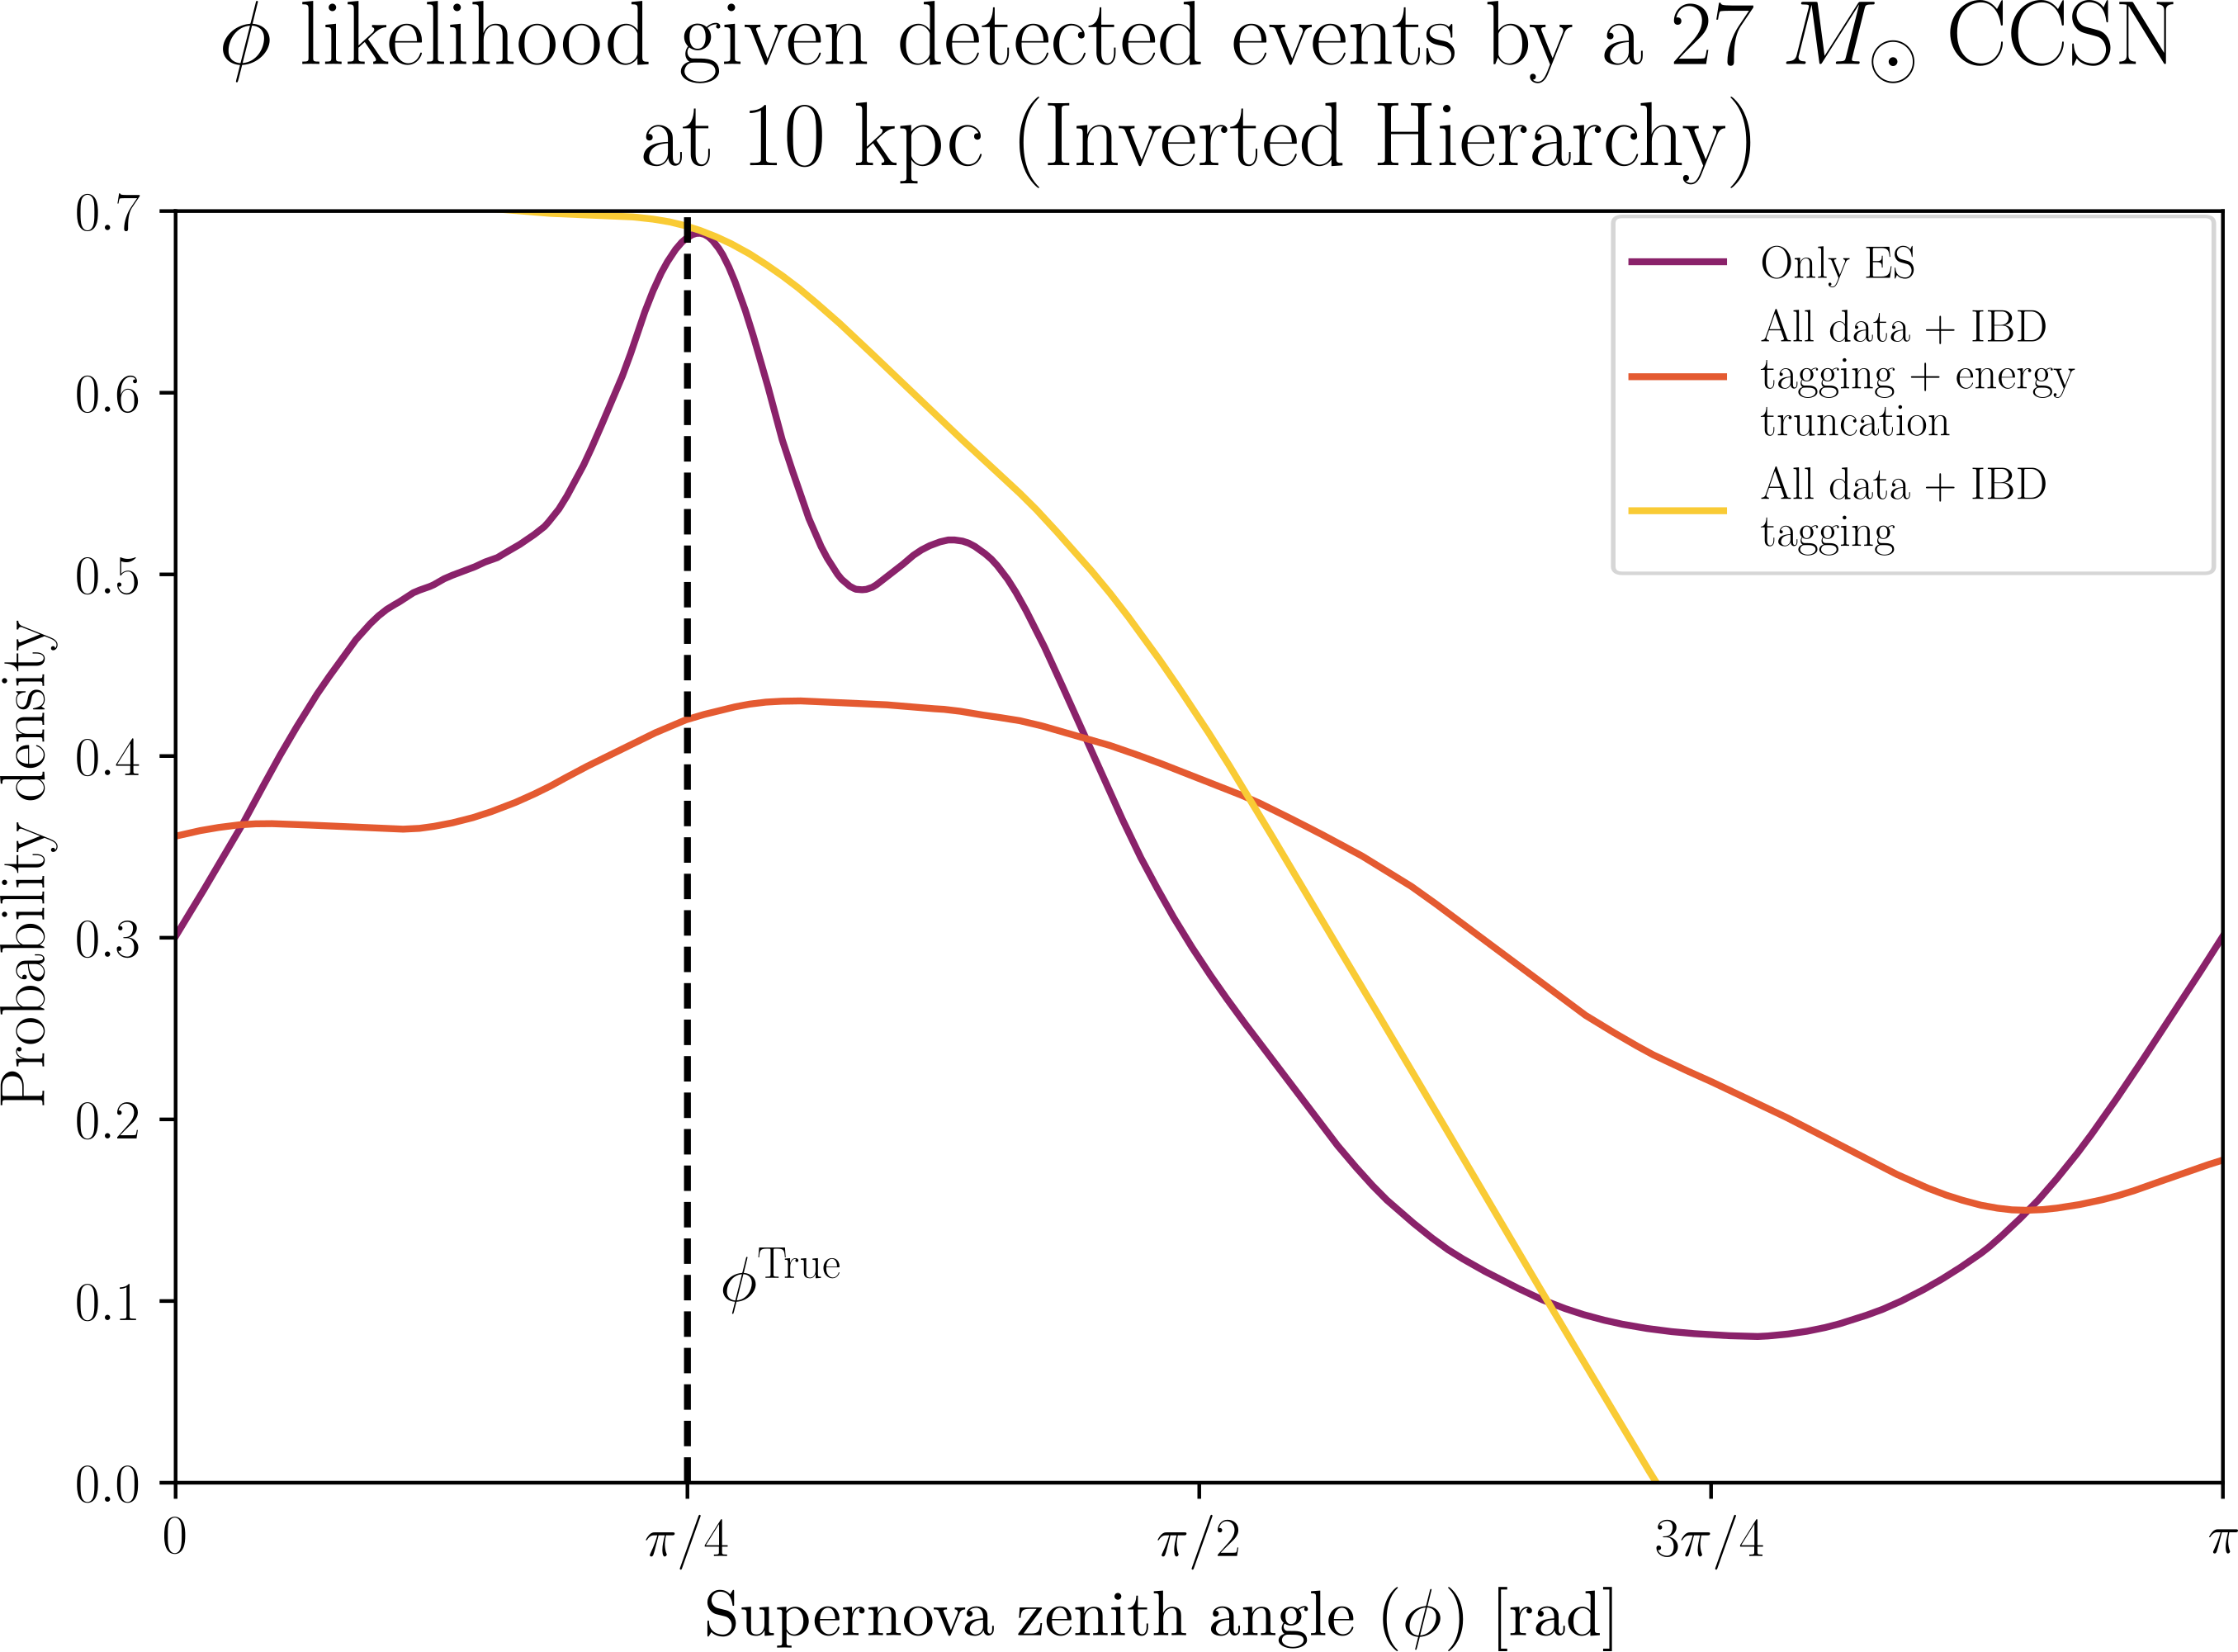 ϕ likelihood given detected events by a 27 M⊙ CCSN
at 10 kpc (Inverted Hierarchy)
0.7
0.6
0.5
0.4
0.3
0.2
0.1
0.0
Probability density
Only ES
All data + IBD
tagging + energy
truncation
All data + IBD
tagging
ϕ^True
0
π/4
π/2
3π/4
π
Supernova zenith angle (ϕ) [rad]